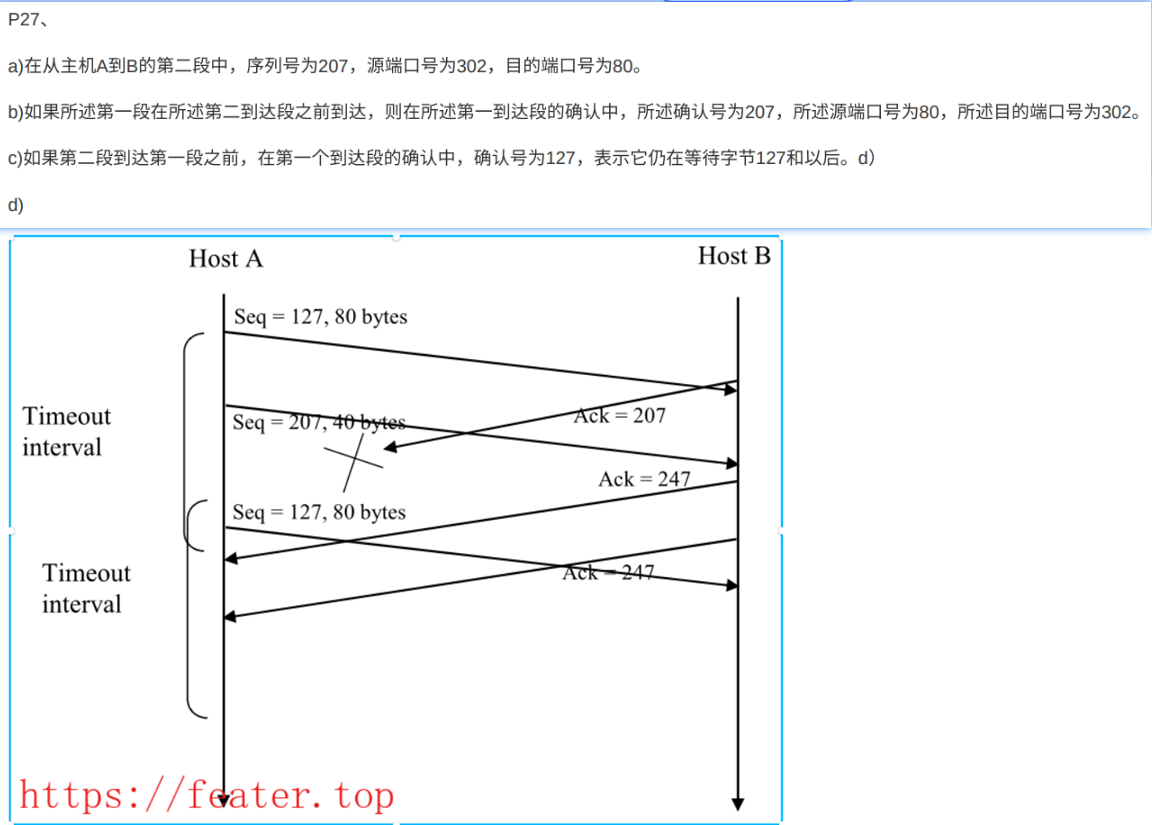 P27、
a)在从主机A到B的第二段中，序列号为207，源端口号为302，目的端口号为80。
b)如果所述第一段在所述第二到达段之前到达，则在所述第一到达段的确认中，所述确认号为207，所述源端口号为80，所述目的端口号为302。
c)如果第二段到达第一段之前，在第一个到达段的确认中，确认号为127，表示它仍在等待字节127和以后。d）
d)
Host A
Host B
Seq = 127, 80 bytes
Timeout
interval
Seq = 207, 40 bytes
Ack = 207
Ack = 247
Seq = 127, 80 bytes
Timeout
interval
Ack = 247
https://feater.top